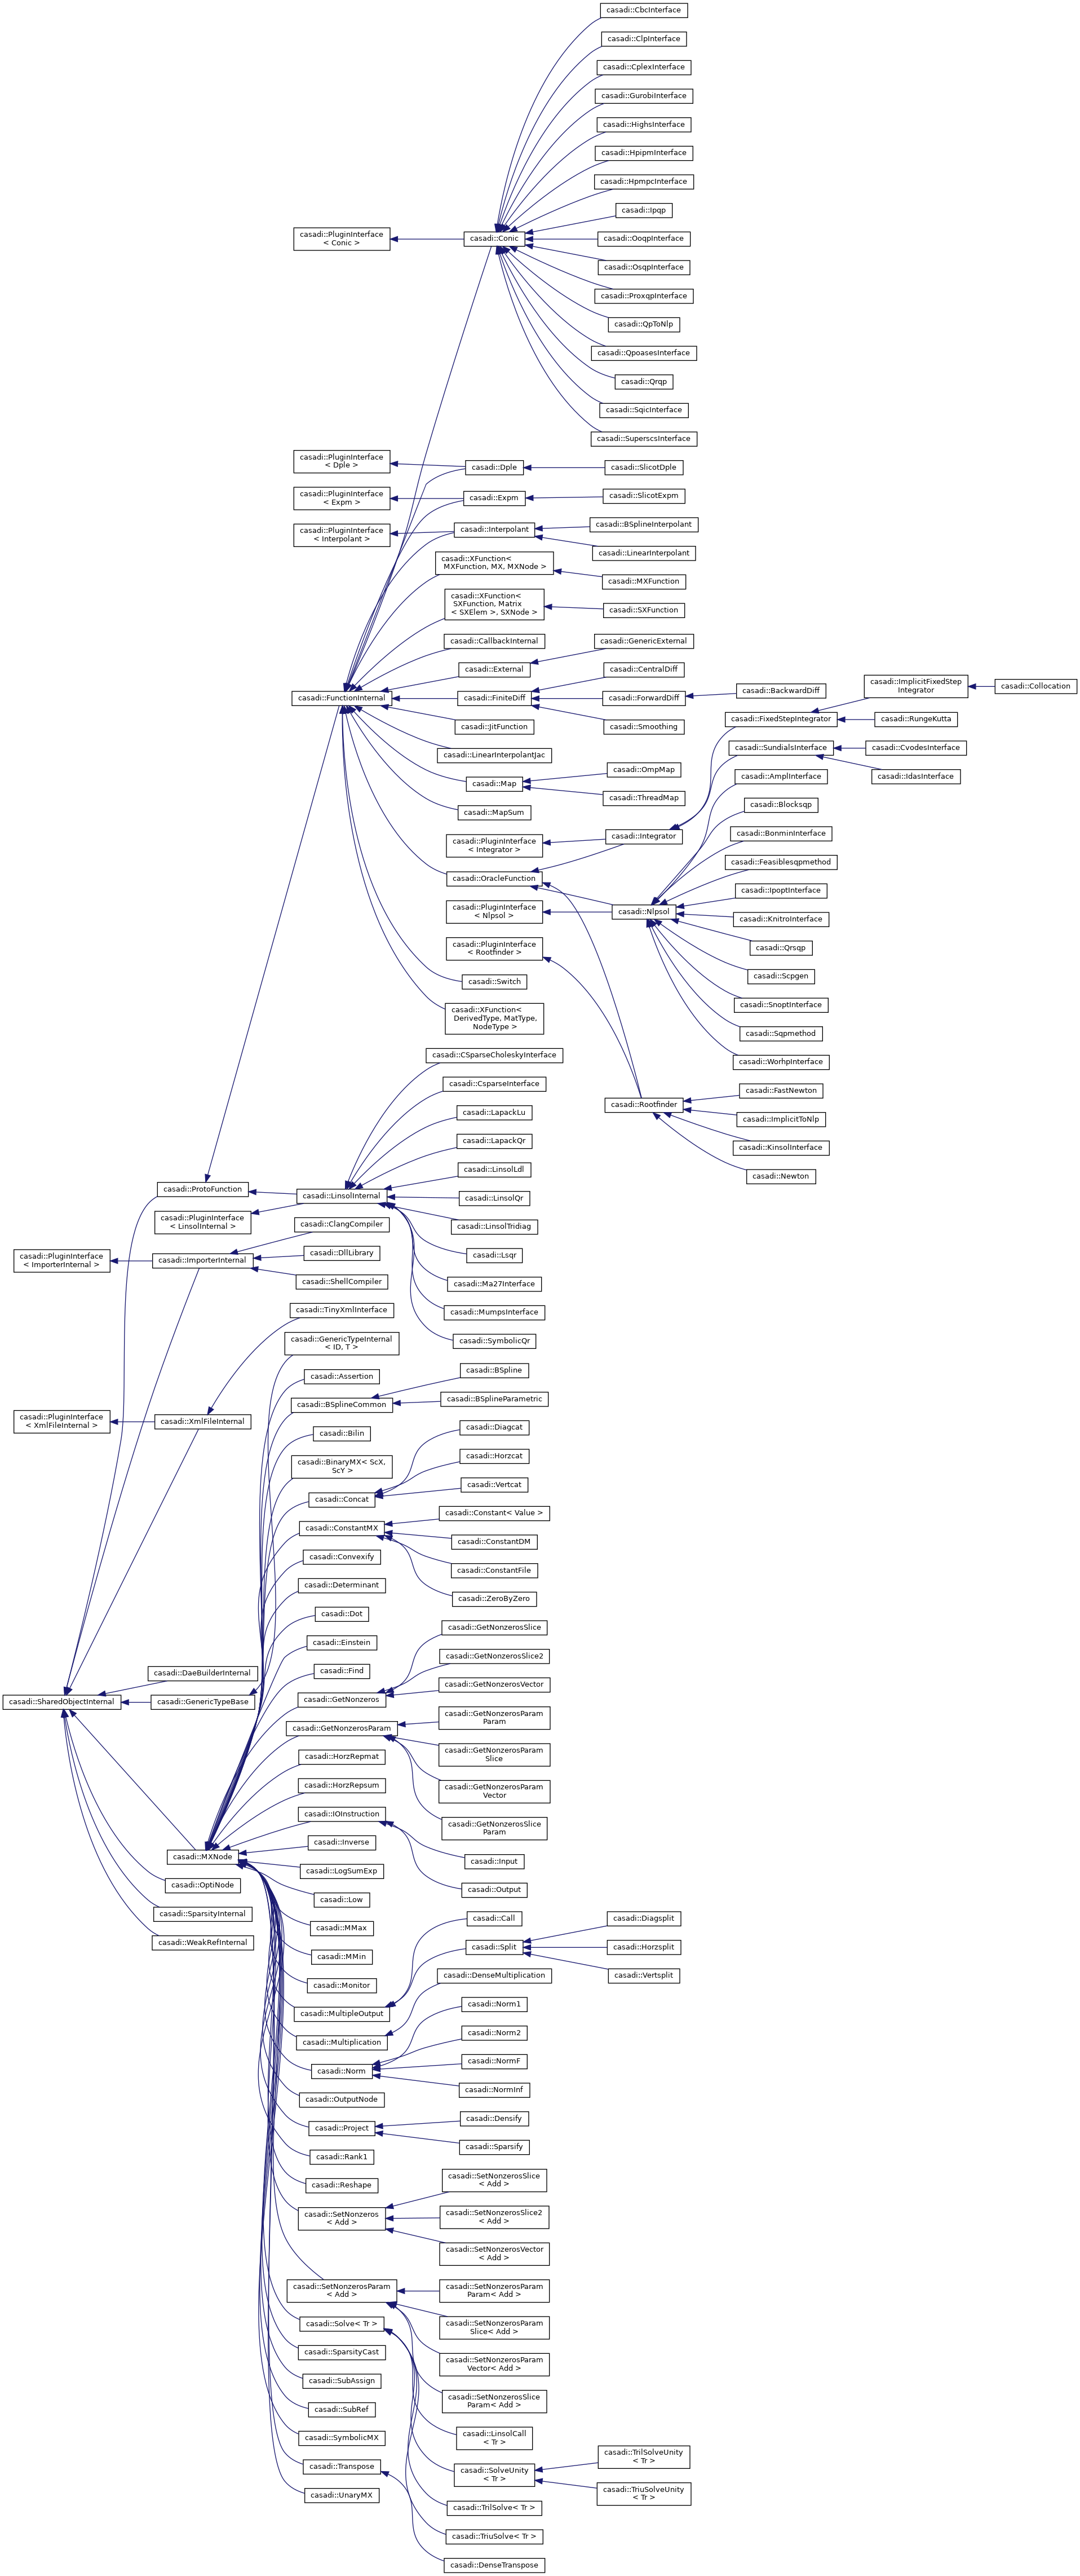 casadi::CbcInterface
casadi::ClpInterface
casadi::CplexInterface
casadi::GurobiInterface
casadi::HighsInterface
casadi::HpipmInterface
casadi::HpmpcInterface
casadi::Ipqp
casadi::PluginInterface
< Conic >
casadi::Conic
casadi::OoqpInterface
casadi::OsqpInterface
casadi::ProxqpInterface
casadi::QpToNlp
casadi::QpoasesInterface
casadi::Qrqp
casadi::SqicInterface
casadi::SuperscsInterface
casadi::PluginInterface
< Dple >
casadi::Dple
casadi::SlicotDple
casadi::PluginInterface
< Expm >
casadi::Expm
casadi::SlicotExpm
casadi::PluginInterface
< Interpolant >
casadi::Interpolant
casadi::BSplineInterpolant
casadi::LinearInterpolant
casadi::XFunction<
MXFunction, MX, MXNode >
casadi::MXFunction
casadi::XFunction<
SXFunction, Matrix
< SXElem >, SXNode >
casadi::SXFunction
casadi::CallbackInternal
casadi::GenericExternal
casadi::External
casadi::CentralDiff
casadi::FunctionInternal
casadi::FiniteDiff
casadi::ForwardDiff
casadi::BackwardDiff
casadi::ImplicitFixedStep
Integrator
casadi::Collocation
casadi::JitFunction
casadi::Smoothing
casadi::FixedStepIntegrator
casadi::RungeKutta
casadi::LinearInterpolantJac
casadi::SundialsInterface
casadi::CvodesInterface
casadi::OmpMap
casadi::AmplInterface
casadi::IdasInterface
casadi::Map
casadi::ThreadMap
casadi::Blocksqp
casadi::MapSum
casadi::PluginInterface
< Integrator >
casadi::Integrator
casadi::BonminInterface
casadi::Feasiblesqpmethod
casadi::OracleFunction
casadi::IpoptInterface
casadi::PluginInterface
< Nlpsol >
casadi::Nlpsol
casadi::KnitroInterface
casadi::PluginInterface
< Rootfinder >
casadi::Qrsqp
casadi::Switch
casadi::Scpgen
casadi::XFunction<
DerivedType, MatType,
NodeType >
casadi::SnoptInterface
casadi::Sqpmethod
casadi::CSparseCholeskyInterface
casadi::WorhpInterface
casadi::CsparseInterface
casadi::FastNewton
casadi::LapackLu
casadi::Rootfinder
casadi::ImplicitToNlp
casadi::LapackQr
casadi::KinsolInterface
casadi::LinsolLdl
casadi::Newton
casadi::ProtoFunction
casadi::LinsolInternal
casadi::LinsolQr
casadi::PluginInterface
< LinsolInternal >
casadi::ClangCompiler
casadi::LinsolTridiag
casadi::PluginInterface
< ImporterInternal >
casadi::ImporterInternal
casadi::DllLibrary
casadi::Lsqr
casadi::ShellCompiler
casadi::Ma27Interface
casadi::TinyXmlInterface
casadi::MumpsInterface
casadi::GenericTypeInternal
< ID, T >
casadi::SymbolicQr
casadi::Assertion
casadi::BSpline
casadi::BSplineCommon
casadi::BSplineParametric
casadi::PluginInterface
< XmlFileInternal >
casadi::XmlFileInternal
casadi::Bilin
casadi::Diagcat
casadi::BinaryMX< ScX,
ScY >
casadi::Horzcat
casadi::Concat
casadi::Vertcat
casadi::ConstantMX
casadi::Constant< Value >
casadi::ConstantDM
casadi::Convexify
casadi::ConstantFile
casadi::Determinant
casadi::ZeroByZero
casadi::Dot
casadi::GetNonzerosSlice
casadi::Einstein
casadi::GetNonzerosSlice2
casadi::DaeBuilderInternal
casadi::Find
casadi::GetNonzerosVector
casadi::SharedObjectInternal
casadi::GenericTypeBase
casadi::GetNonzeros
casadi::GetNonzerosParam
Param
casadi::GetNonzerosParam
casadi::GetNonzerosParam
Slice
casadi::HorzRepmat
casadi::GetNonzerosParam
Vector
casadi::HorzRepsum
casadi::GetNonzerosSlice
Param
casadi::IOInstruction
casadi::Inverse
casadi::MXNode
casadi::Input
casadi::LogSumExp
casadi::OptiNode
casadi::Output
casadi::Low
casadi::SparsityInternal
casadi::MMax
casadi::Call
casadi::Diagsplit
casadi::WeakRefInternal
casadi::MMin
casadi::Split
casadi::Horzsplit
casadi::Monitor
casadi::DenseMultiplication
casadi::Vertsplit
casadi::MultipleOutput
casadi::Norm1
casadi::Multiplication
casadi::Norm2
casadi::Norm
casadi::NormF
casadi::OutputNode
casadi::NormInf
casadi::Project
casadi::Densify
casadi::Rank1
casadi::Sparsify
casadi::Reshape
casadi::SetNonzerosSlice
< Add >
casadi::SetNonzeros
< Add >
casadi::SetNonzerosSlice2
< Add >
casadi::SetNonzerosVector
< Add >
casadi::SetNonzerosParam
< Add >
casadi::SetNonzerosParam
Param< Add >
casadi::Solve< Tr >
casadi::SetNonzerosParam
Slice< Add >
casadi::SparsityCast
casadi::SetNonzerosParam
Vector< Add >
casadi::SubAssign
casadi::SetNonzerosSlice
Param< Add >
casadi::SubRef
casadi::LinsolCall
< Tr >
casadi::SymbolicMX
casadi::Transpose
casadi::SolveUnity
< Tr >
casadi::TrilSolveUnity
< Tr >
casadi::UnaryMX
casadi::TriuSolveUnity
< Tr >
casadi::TrilSolve< Tr >
casadi::TriuSolve< Tr >
casadi::DenseTranspose